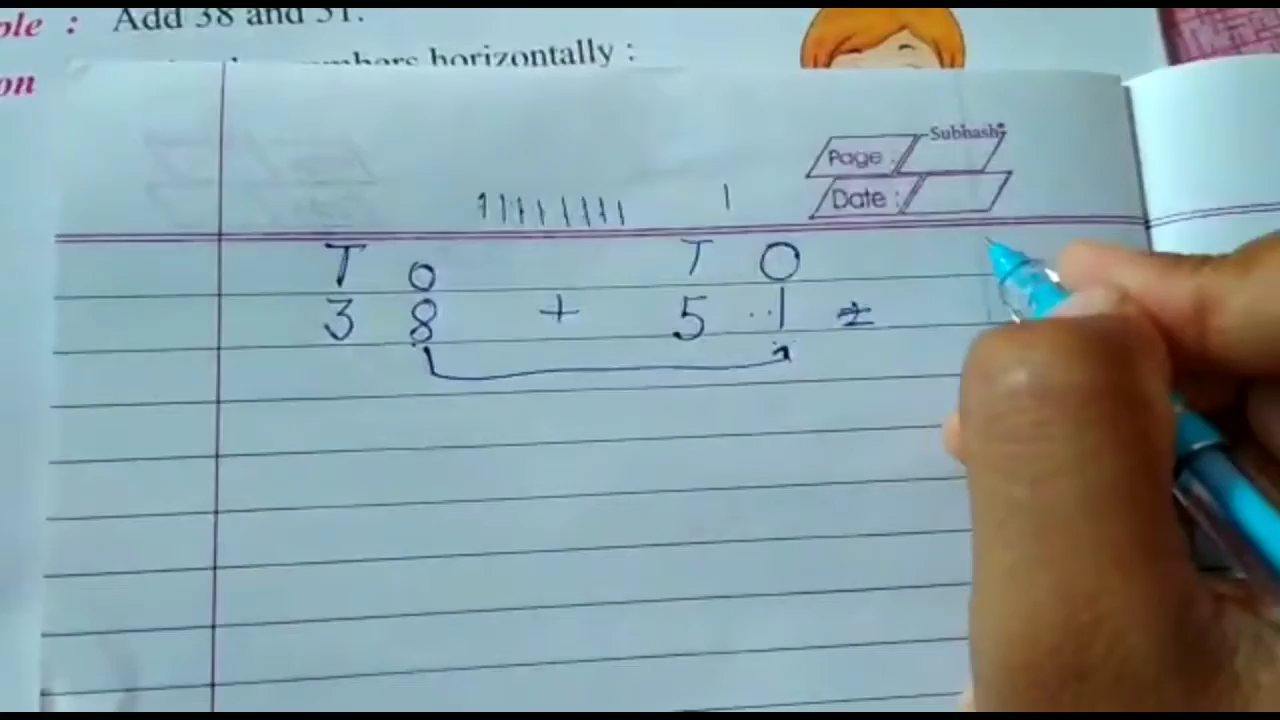 ple : Add 38 and 51.
on numbers horizontally :
Subhash
Page :
Date :
T O T O
3 8 + 5 1 =